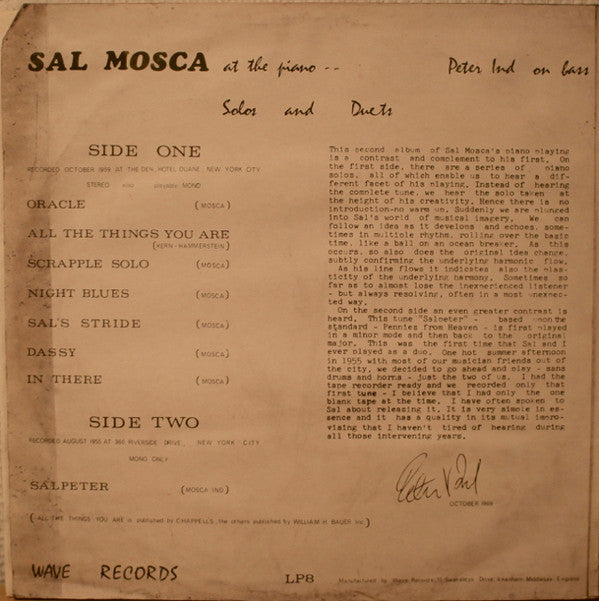 SAL MOSCA at the piano -- Peter Ind on bass
Solos and Duets
SIDE ONE
RECORDED OCTOBER 1959 AT THE DEN, HOTEL DUANE, NEW YORK CITY
STEREO also playable MONO
ORACLE (MOSCA)
ALL THE THINGS YOU ARE
(KERN-HAMMERSTEIN)
SCRAPPLE SOLO (MOSCA)
NIGHT BLUES (MOSCA)
SAL'S STRIDE (MOSCA)
DASSY (MOSCA)
IN THERE (MOSCA)
SIDE TWO
RECORDED AUGUST 1955 AT 360 RIVERSIDE DRIVE, NEW YORK CITY
MONO ONLY
SALPETER (MOSCA IND)
(ALL THE THINGS YOU ARE is published by CHAPPELLS, the others published by WILLIAM H. BAUER Inc.)
This second album of Sal Mosca's piano playing
is a contrast and complement to his first. On
the first side, there are a series of piano
solos, all of which enable us to hear a dif-
ferent facet of his playing. Instead of hearing
the complete tune, we hear the solo taken at
the height of his creativity. Hence there is no
introduction-no warm up. Suddenly we are plunged
into Sal's world of musical imagery. We can
follow an idea as it develops and echoes, some-
times in multiple rhythm, rolling over the basic
time, like a ball on an ocean breaker. As this
occurs, so also does the original idea change,
subtly confirming the underlying harmonic flow.
As his line flows it indicates also the plas-
ticity of the underlying harmony. Sometimes so
far as to almost lose the inexperienced listener
- but always resolving, often in a most unexpec-
ted way.
On the second side an even greater contrast is
heard. This tune "Salpeter" - based upon the
standard - Pennies from Heaven - is first played
in a minor mode and then back to the original
major. This was the first time that Sal and I
ever played as a duo. One hot summer afternoon
in 1955 with most of our musician friends out of
the city, we decided to go ahead and play - sans
drums and horns - just the two of us. I had the
tape recorder ready and we recorded only that
first tune - I believe that I had only the one
blank tape at the time. I have often spoken to
Sal about releasing it. It is very simple in es-
sence and it has a quality in its mutual impro-
vising that I haven't tired of hearing during
all those intervening years.
Peter Ind
OCTOBER 1969
WAVE RECORDS LP8 Manufactured by Wave Records, Drive, Twickenham, Middlesex, England